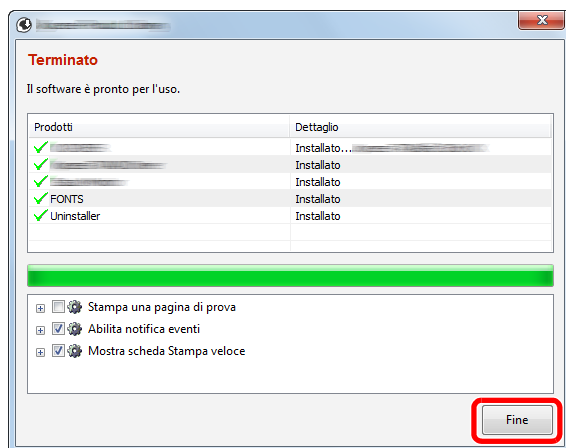 Terminato
Il software è pronto per l'uso.
Prodotti Dettaglio
Installato...
Installato
Installato
FONTS Installato
Uninstaller Installato
Stampa una pagina di prova
Abilita notifica eventi
Mostra scheda Stampa veloce
Fine